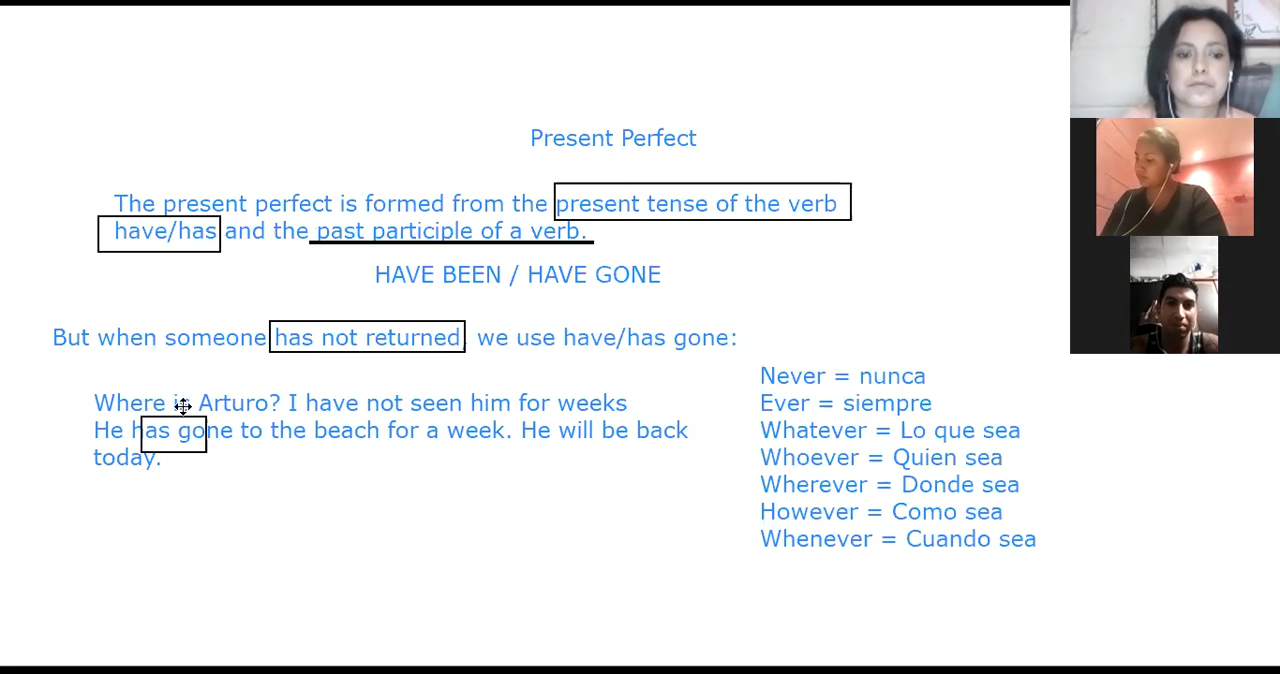 Present Perfect
The present perfect is formed from the present tense of the verb
have/has and the past participle of a verb.
HAVE BEEN / HAVE GONE
But when someone has not returned, we use have/has gone:
Where is Arturo? I have not seen him for weeks
He has gone to the beach for a week. He will be back
today.
Never = nunca
Ever = siempre
Whatever = Lo que sea
Whoever = Quien sea
Wherever = Donde sea
However = Como sea
Whenever = Cuando sea